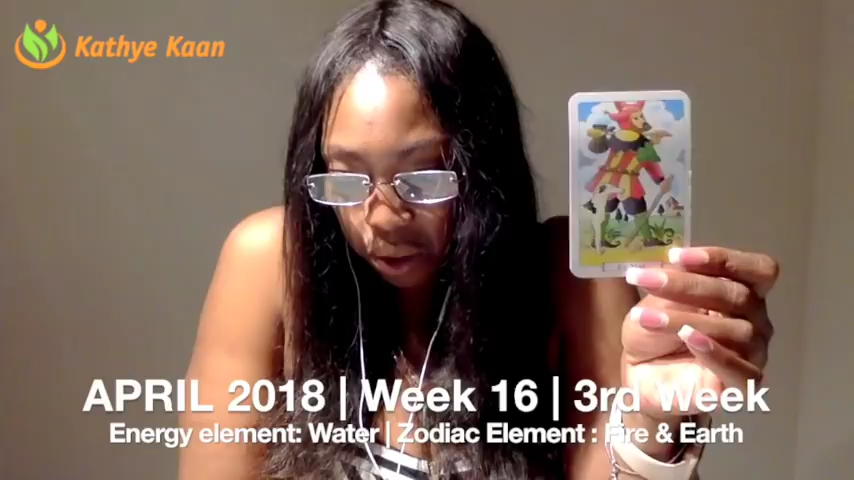 Kathye Kaan
APRIL 2018 | Week 16 | 3rd Week
Energy element: Water | Zodiac Element : Fire & Earth